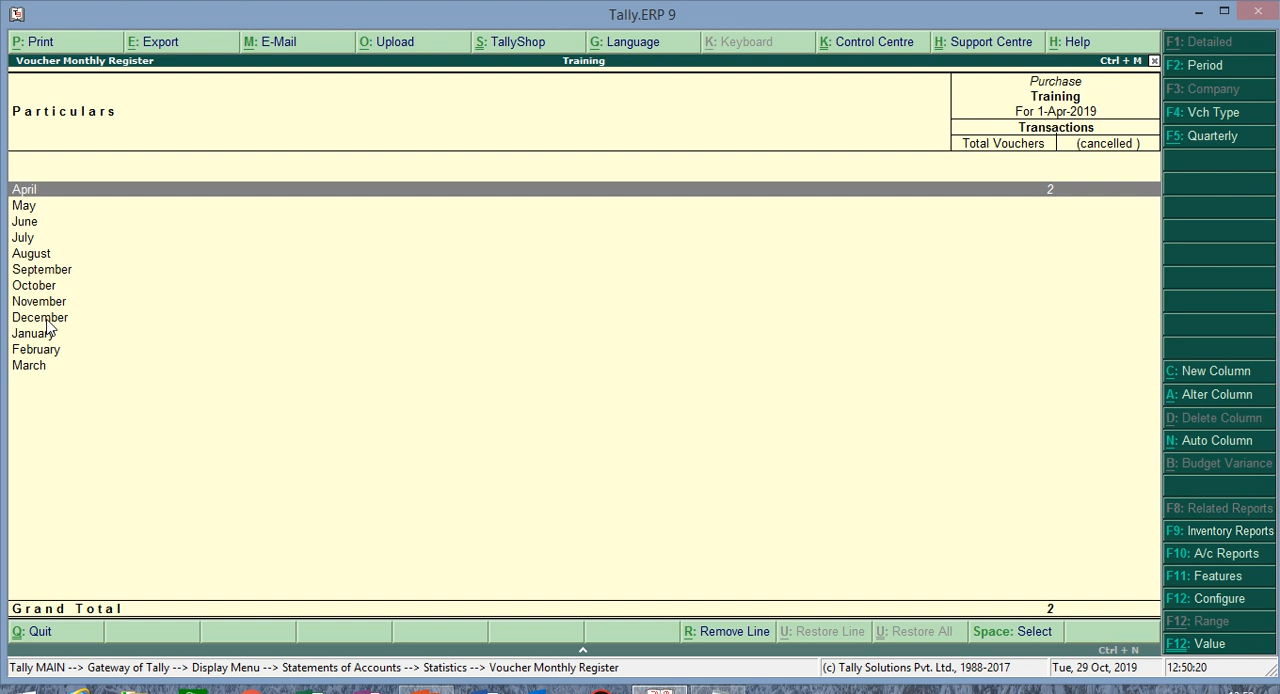 Tally.ERP 9
P: Print
E: Export
M: E-Mail
O: Upload
S: TallyShop
G: Language
K: Keyboard
K: Control Centre
H: Support Centre
H: Help
Voucher Monthly Register
Training
Ctrl + M
Particulars
Purchase
Training
For 1-Apr-2019
Transactions
Total Vouchers
(cancelled )
April 2
May
June
July
August
September
October
November
December
January
February
March
Grand Total 2
F1: Detailed
F2: Period
F3: Company
F4: Vch Type
F5: Quarterly
C: New Column
A: Alter Column
D: Delete Column
N: Auto Column
B: Budget Variance
F8: Related Reports
F9: Inventory Reports
F10: A/c Reports
F11: Features
F12: Configure
F12: Range
F12: Value
Q: Quit
R: Remove Line
U: Restore Line
U: Restore All
Space: Select
Ctrl + N
Tally MAIN --> Gateway of Tally --> Display Menu --> Statements of Accounts --> Statistics --> Voucher Monthly Register
(c) Tally Solutions Pvt. Ltd., 1988-2017
Tue, 29 Oct, 2019
12:50:20